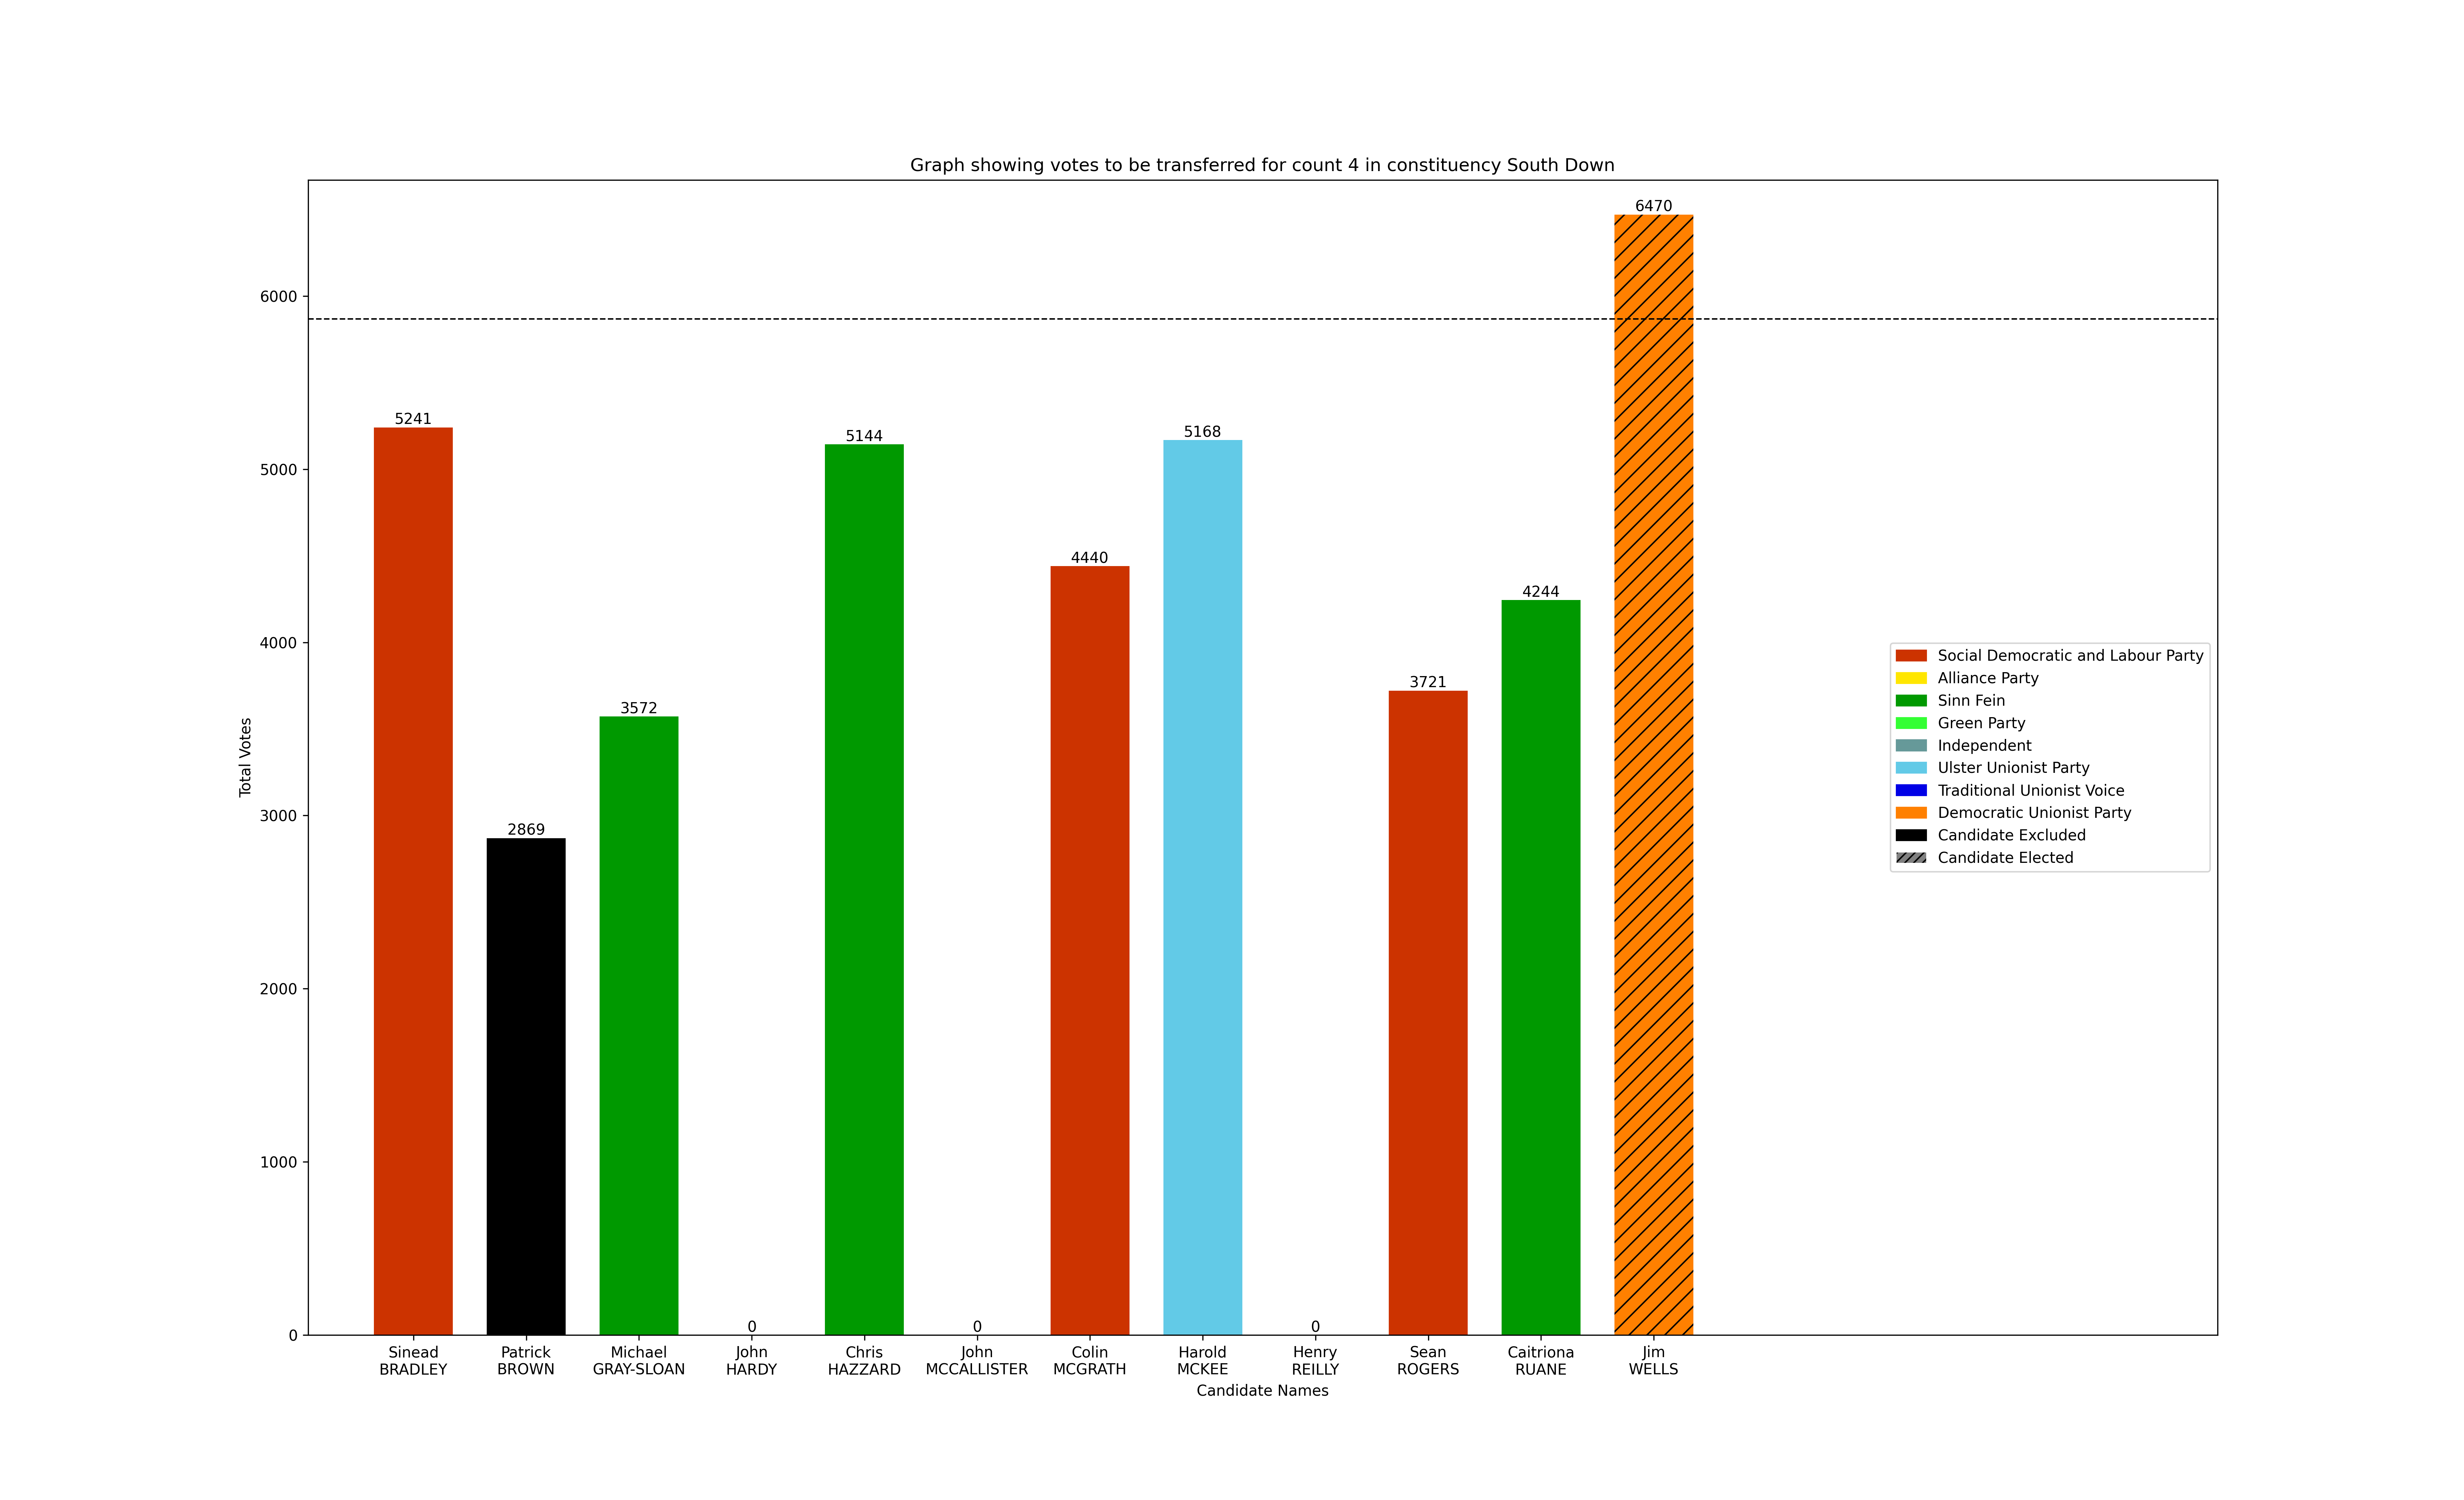 Graph showing votes to be transferred for count 4 in constituency South Down
6470
6000
5241
5144
5168
5000
4440
4244
4000
3721
3572
2869
3000
2000
1000
0
0
0
0
Total Votes
Social Democratic and Labour Party
Alliance Party
Sinn Fein
Green Party
Independent
Ulster Unionist Party
Traditional Unionist Voice
Democratic Unionist Party
Candidate Excluded
Candidate Elected
Sinead
BRADLEY
Patrick
BROWN
Michael
GRAY-SLOAN
John
HARDY
Chris
HAZZARD
John
MCCALLISTER
Colin
MCGRATH
Harold
MCKEE
Henry
REILLY
Sean
ROGERS
Caitriona
RUANE
Jim
WELLS
Candidate Names